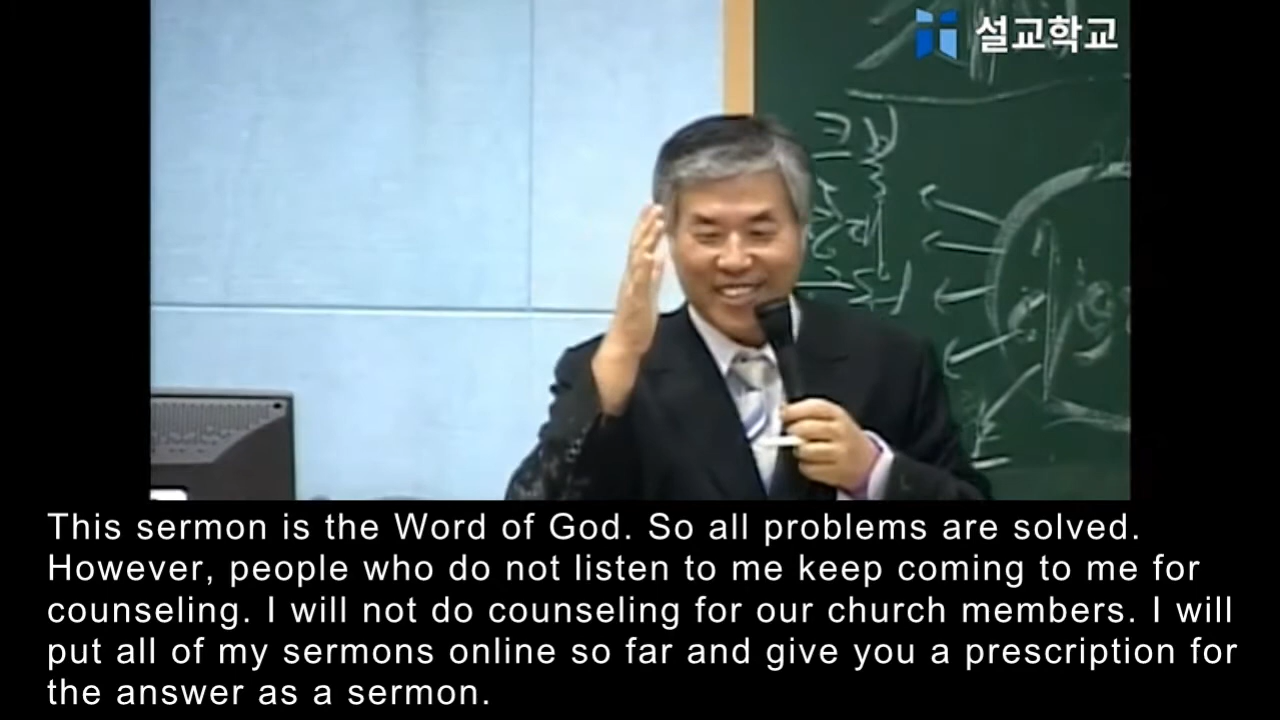 설교학교
This sermon is the Word of God. So all problems are solved.
However, people who do not listen to me keep coming to me for
counseling. I will not do counseling for our church members. I will
put all of my sermons online so far and give you a prescription for
the answer as a sermon.